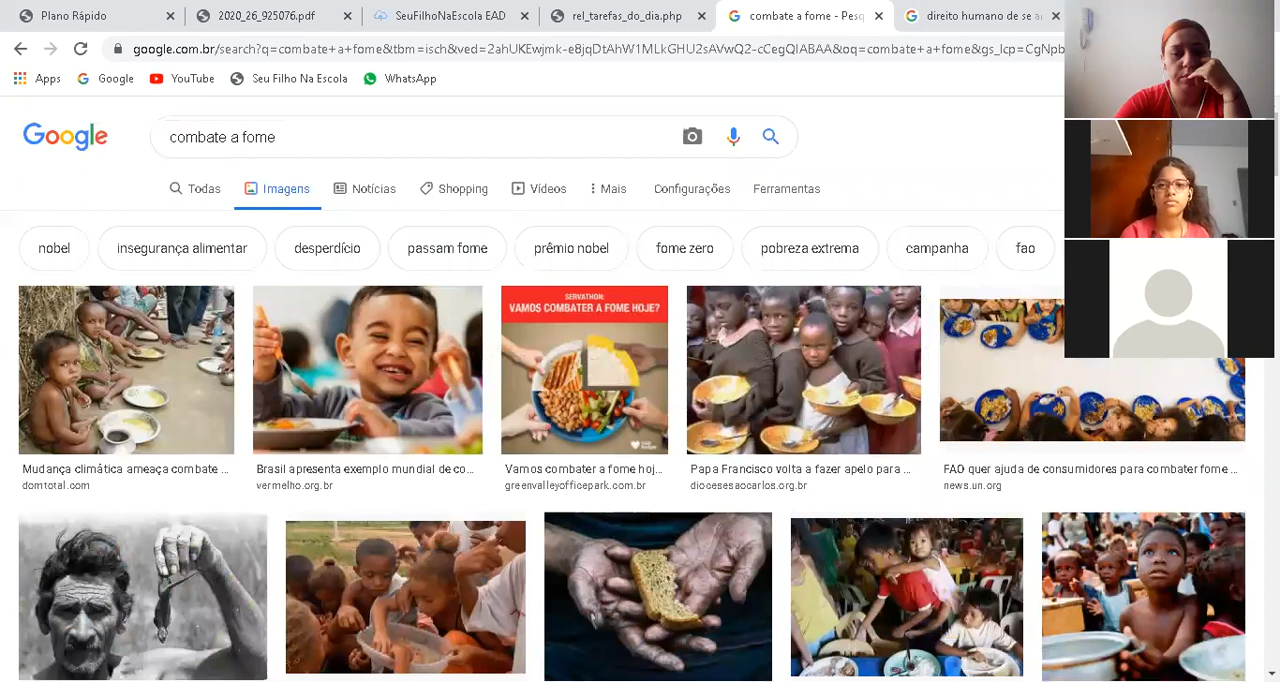 Plano Rápido
2020_26_925076.pdf
SeuFilhoNaEscola EAD
rel_tarefas_do_dia.php
combate a fome - Pesq
direito humano de se a
google.com.br/search?q=combate+a+fome&tbm=isch&ved=2ahUKEwjmk-e8jqDtAhW1MLkGHU2sAVwQ2-cCegQIABAA&oq=combate+a+fome&gs_lcp=CgNpb
Apps
Google
YouTube
Seu Filho Na Escola
WhatsApp
Google
combate a fome
Todas
Imagens
Notícias
Shopping
Vídeos
Mais
Configurações
Ferramentas
nobel
insegurança alimentar
desperdício
passam fome
prêmio nobel
fome zero
pobreza extrema
campanha
fao
SERVATHON:
VAMOS COMBATER A FOME HOJE?
Mudança climática ameaça combate ...
domtotal.com
Brasil apresenta exemplo mundial de co...
vermelho.org.br
Vamos combater a fome hoj...
greenvalleyofficepark.com.br
Papa Francisco volta a fazer apelo para ...
diocesesaocarlos.org.br
FAO quer ajuda de consumidores para combater fome ...
news.un.org